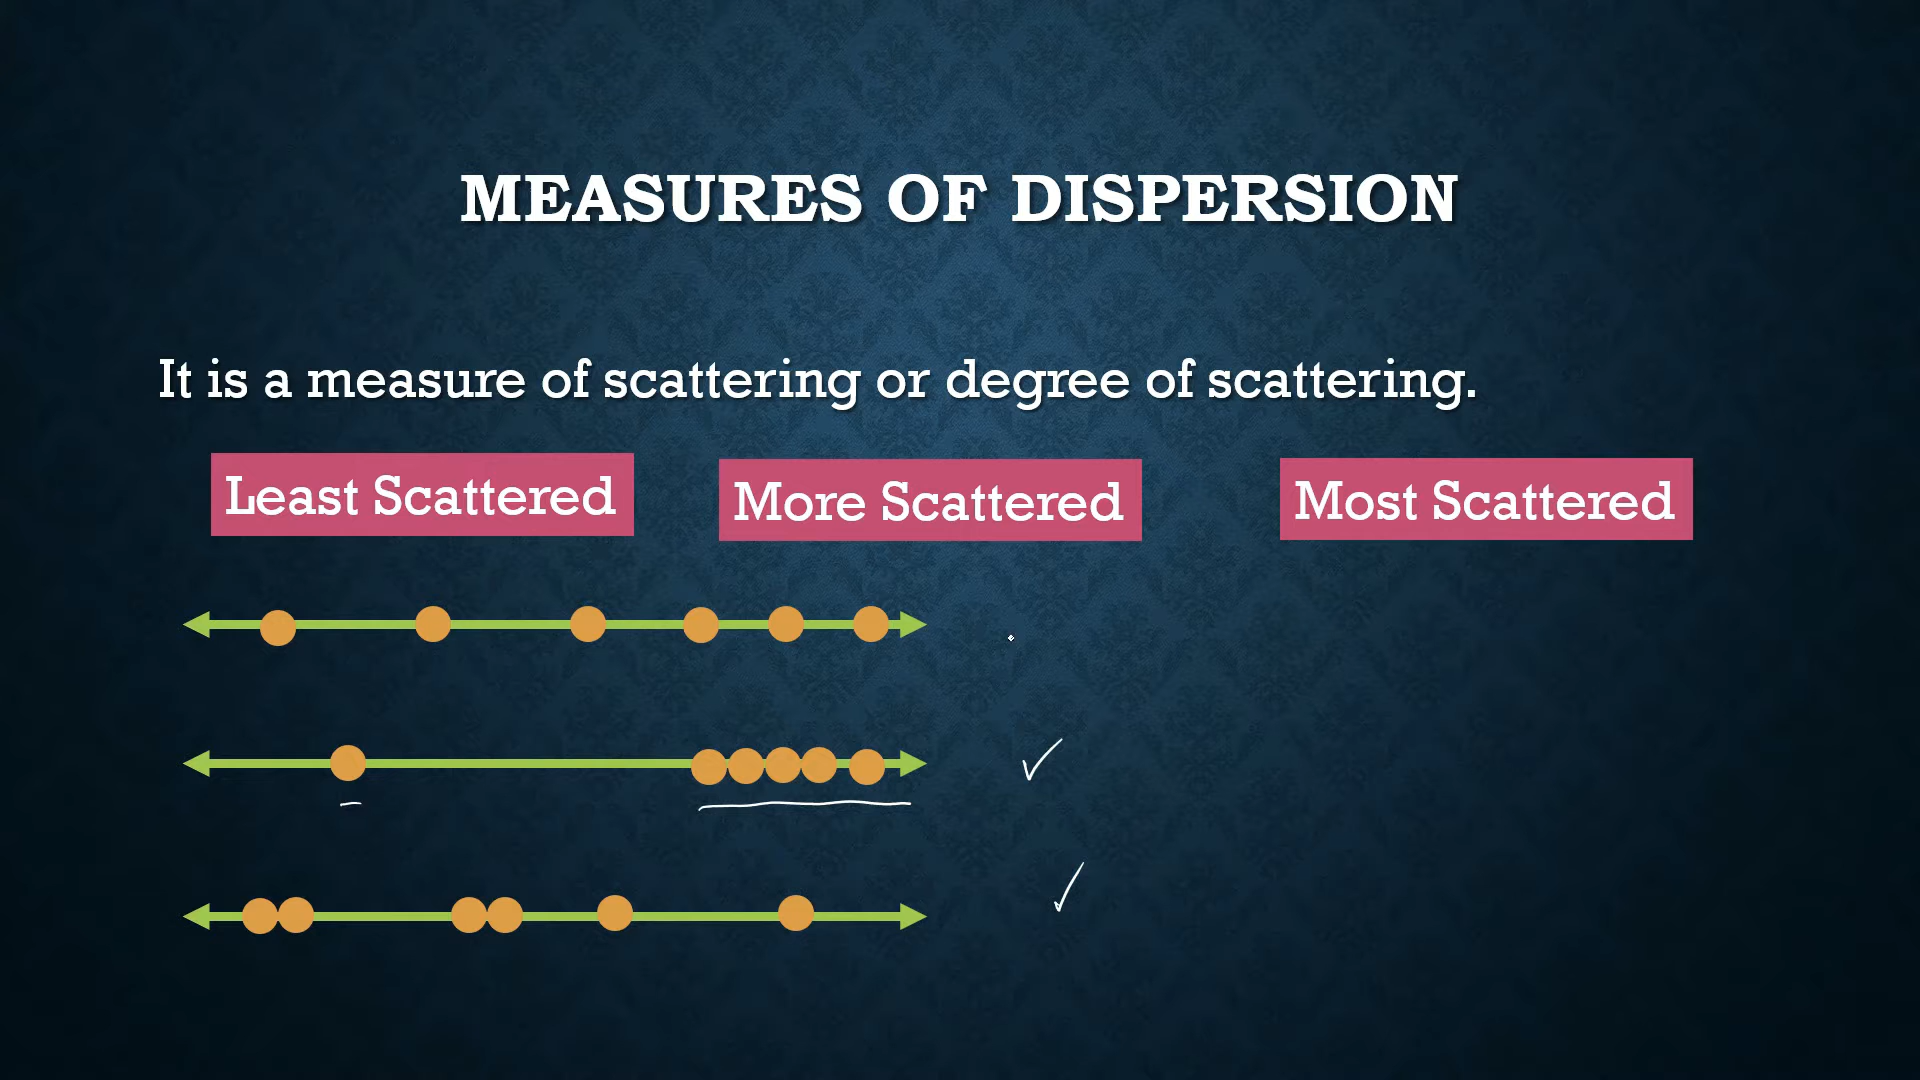 MEASURES OF DISPERSION
It is a measure of scattering or degree of scattering.
Least Scattered
More Scattered
Most Scattered